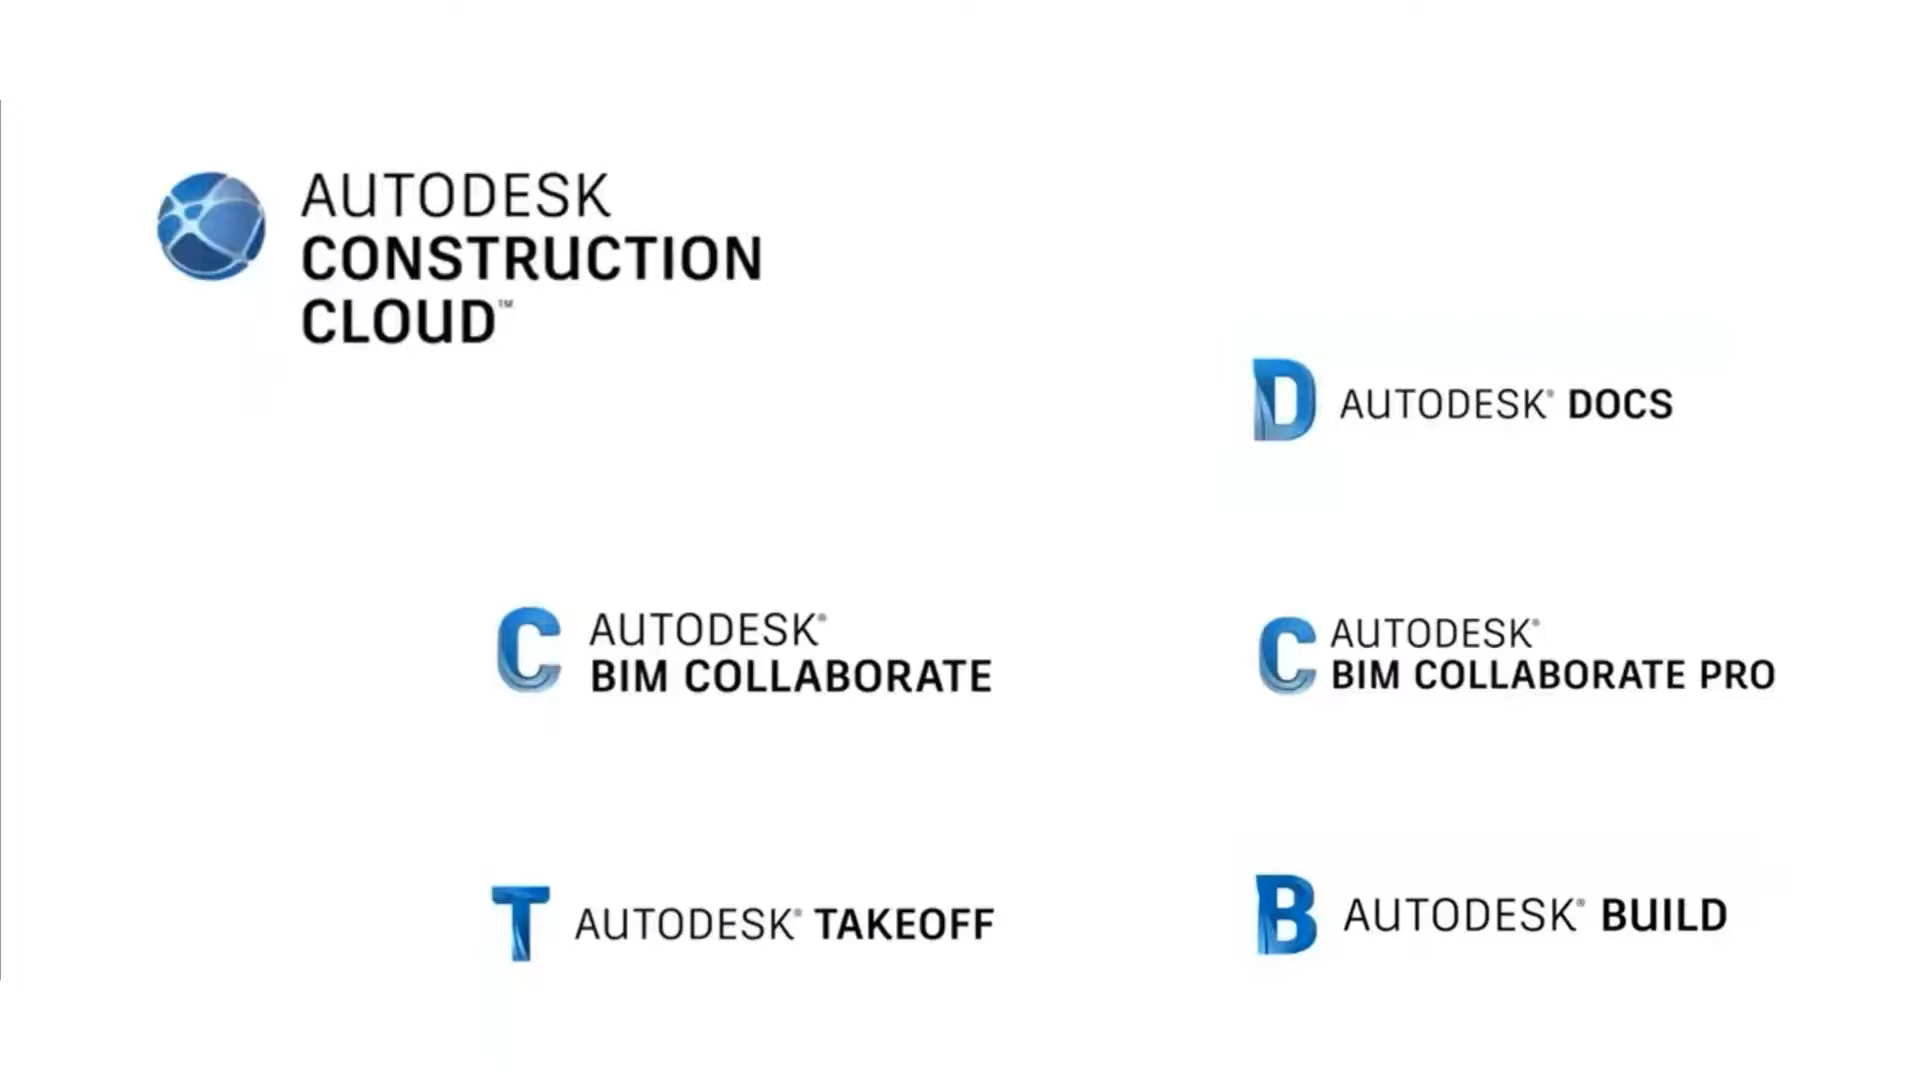 AUTODESK
CONSTRUCTION
CLOUD™
D AUTODESK® DOCS
C AUTODESK®
BIM COLLABORATE
C AUTODESK®
BIM COLLABORATE PRO
T AUTODESK® TAKEOFF
B AUTODESK® BUILD